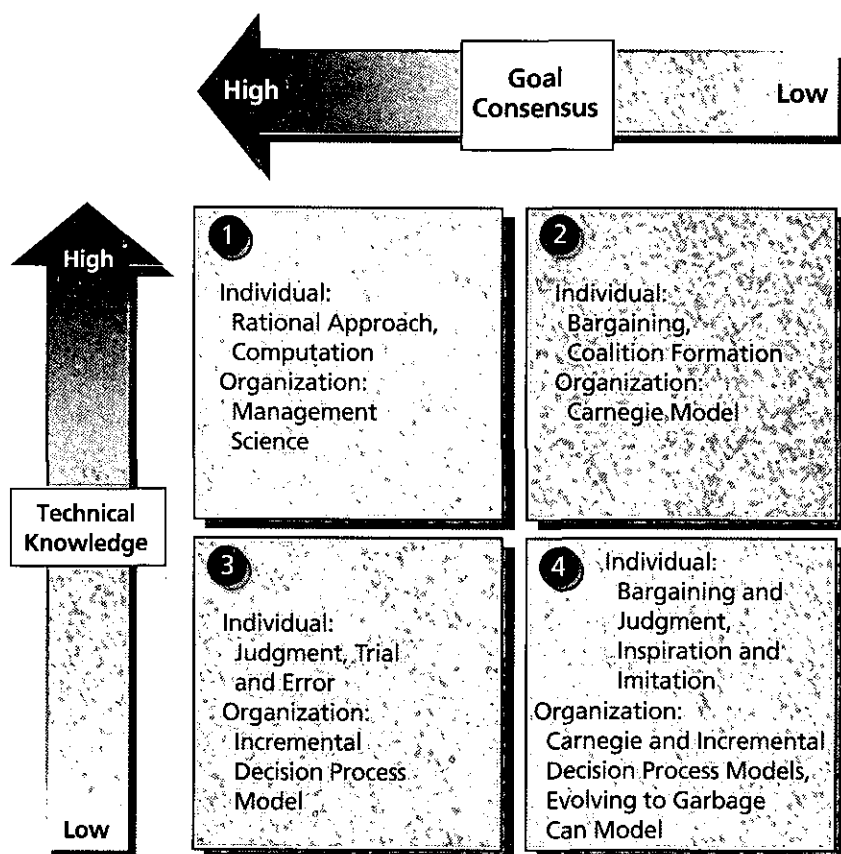 High
Goal
Consensus
Low
High
Technical
Knowledge
Low
1
Individual:
Rational Approach,
Computation
Organization:
Management
Science
2
Individual:
Bargaining,
Coalition Formation
Organization:
Carnegie Model
3
Individual:
Judgment, Trial
and Error
Organization:
Incremental
Decision Process
Model
4
Individual:
Bargaining and
Judgment,
Inspiration and
Imitation
Organization:
Carnegie and Incremental
Decision Process Models,
Evolving to Garbage
Can Model